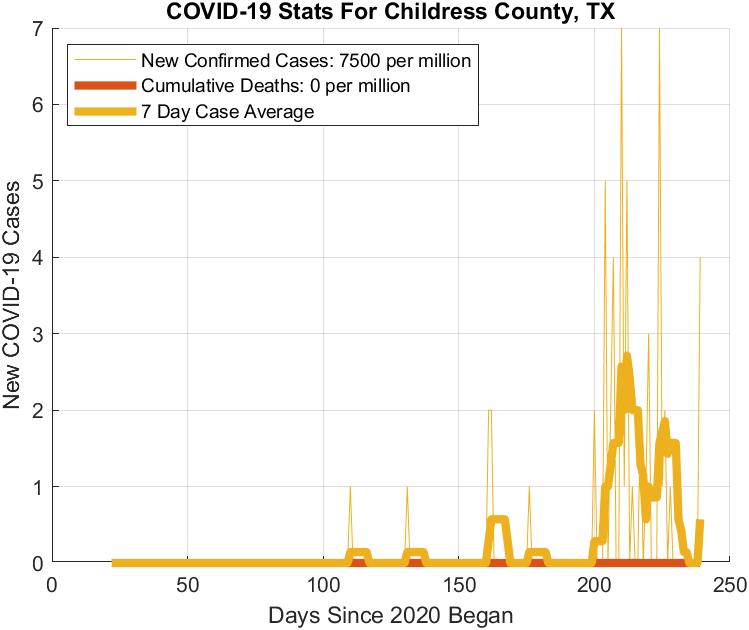 COVID-19 Stats For Childress County, TX
New Confirmed Cases: 7500 per million
Cumulative Deaths: 0 per million
7 Day Case Average
New COVID-19 Cases
7
6
5
4
3
2
1
0
0 50 100 150 200 250
Days Since 2020 Began